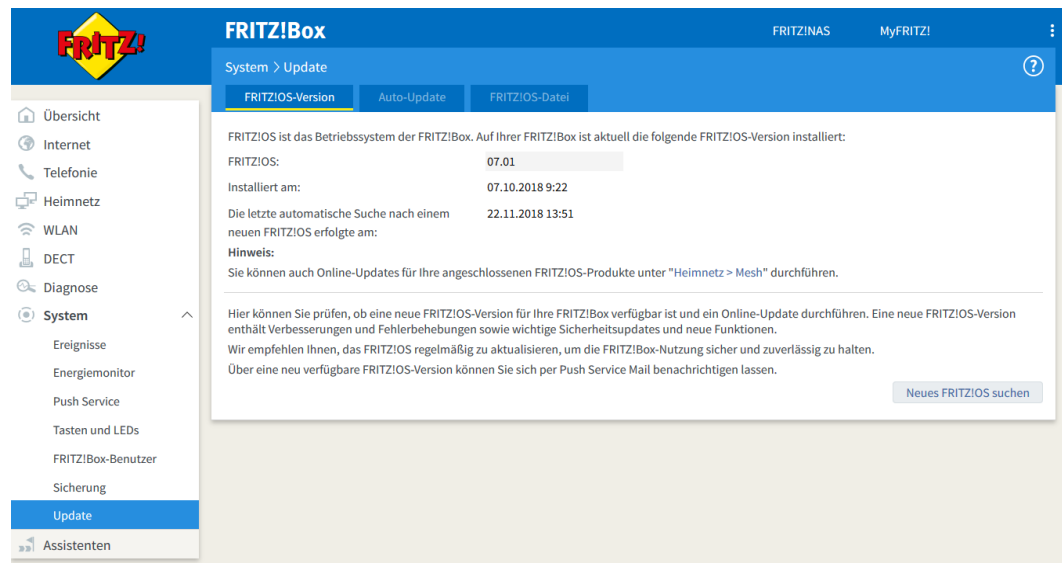 FRITZ!
FRITZ!Box
FRITZ!NAS
MyFRITZ!
System > Update
?
FRITZ!OS-Version
Auto-Update
FRITZ!OS-Datei
Übersicht
Internet
Telefonie
Heimnetz
WLAN
DECT
Diagnose
System
Ereignisse
Energiemonitor
Push Service
Tasten und LEDs
FRITZ!Box-Benutzer
Sicherung
Update
Assistenten
FRITZ!OS ist das Betriebssystem der FRITZ!Box. Auf Ihrer FRITZ!Box ist aktuell die folgende FRITZ!OS-Version installiert:
FRITZ!OS: 07.01
Installiert am: 07.10.2018 9:22
Die letzte automatische Suche nach einem 22.11.2018 13:51
neuen FRITZ!OS erfolgte am:
Hinweis:
Sie können auch Online-Updates für Ihre angeschlossenen FRITZ!OS-Produkte unter "Heimnetz > Mesh" durchführen.
Hier können Sie prüfen, ob eine neue FRITZ!OS-Version für Ihre FRITZ!Box verfügbar ist und ein Online-Update durchführen. Eine neue FRITZ!OS-Version
enthält Verbesserungen und Fehlerbehebungen sowie wichtige Sicherheitsupdates und neue Funktionen.
Wir empfehlen Ihnen, das FRITZ!OS regelmäßig zu aktualisieren, um die FRITZ!Box-Nutzung sicher und zuverlässig zu halten.
Über eine neu verfügbare FRITZ!OS-Version können Sie sich per Push Service Mail benachrichtigen lassen.
Neues FRITZ!OS suchen